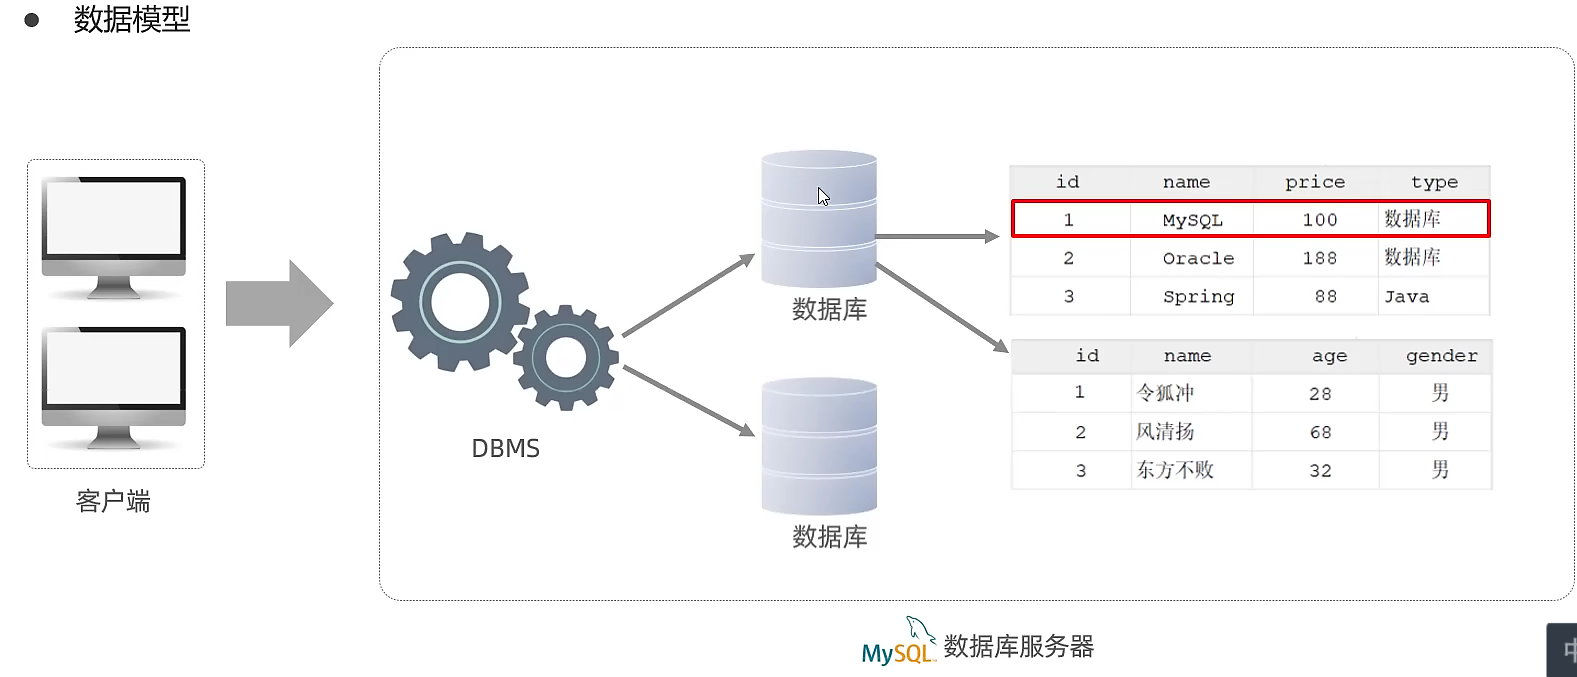 数据模型
id name price type
1 MySQL 100 数据库
2 Oracle 188 数据库
3 Spring 88 Java
数据库
id name age gender
1 令狐冲 28 男
2 风清扬 68 男
3 东方不败 32 男
DBMS
客户端
数据库
MySQL 数据库服务器
中